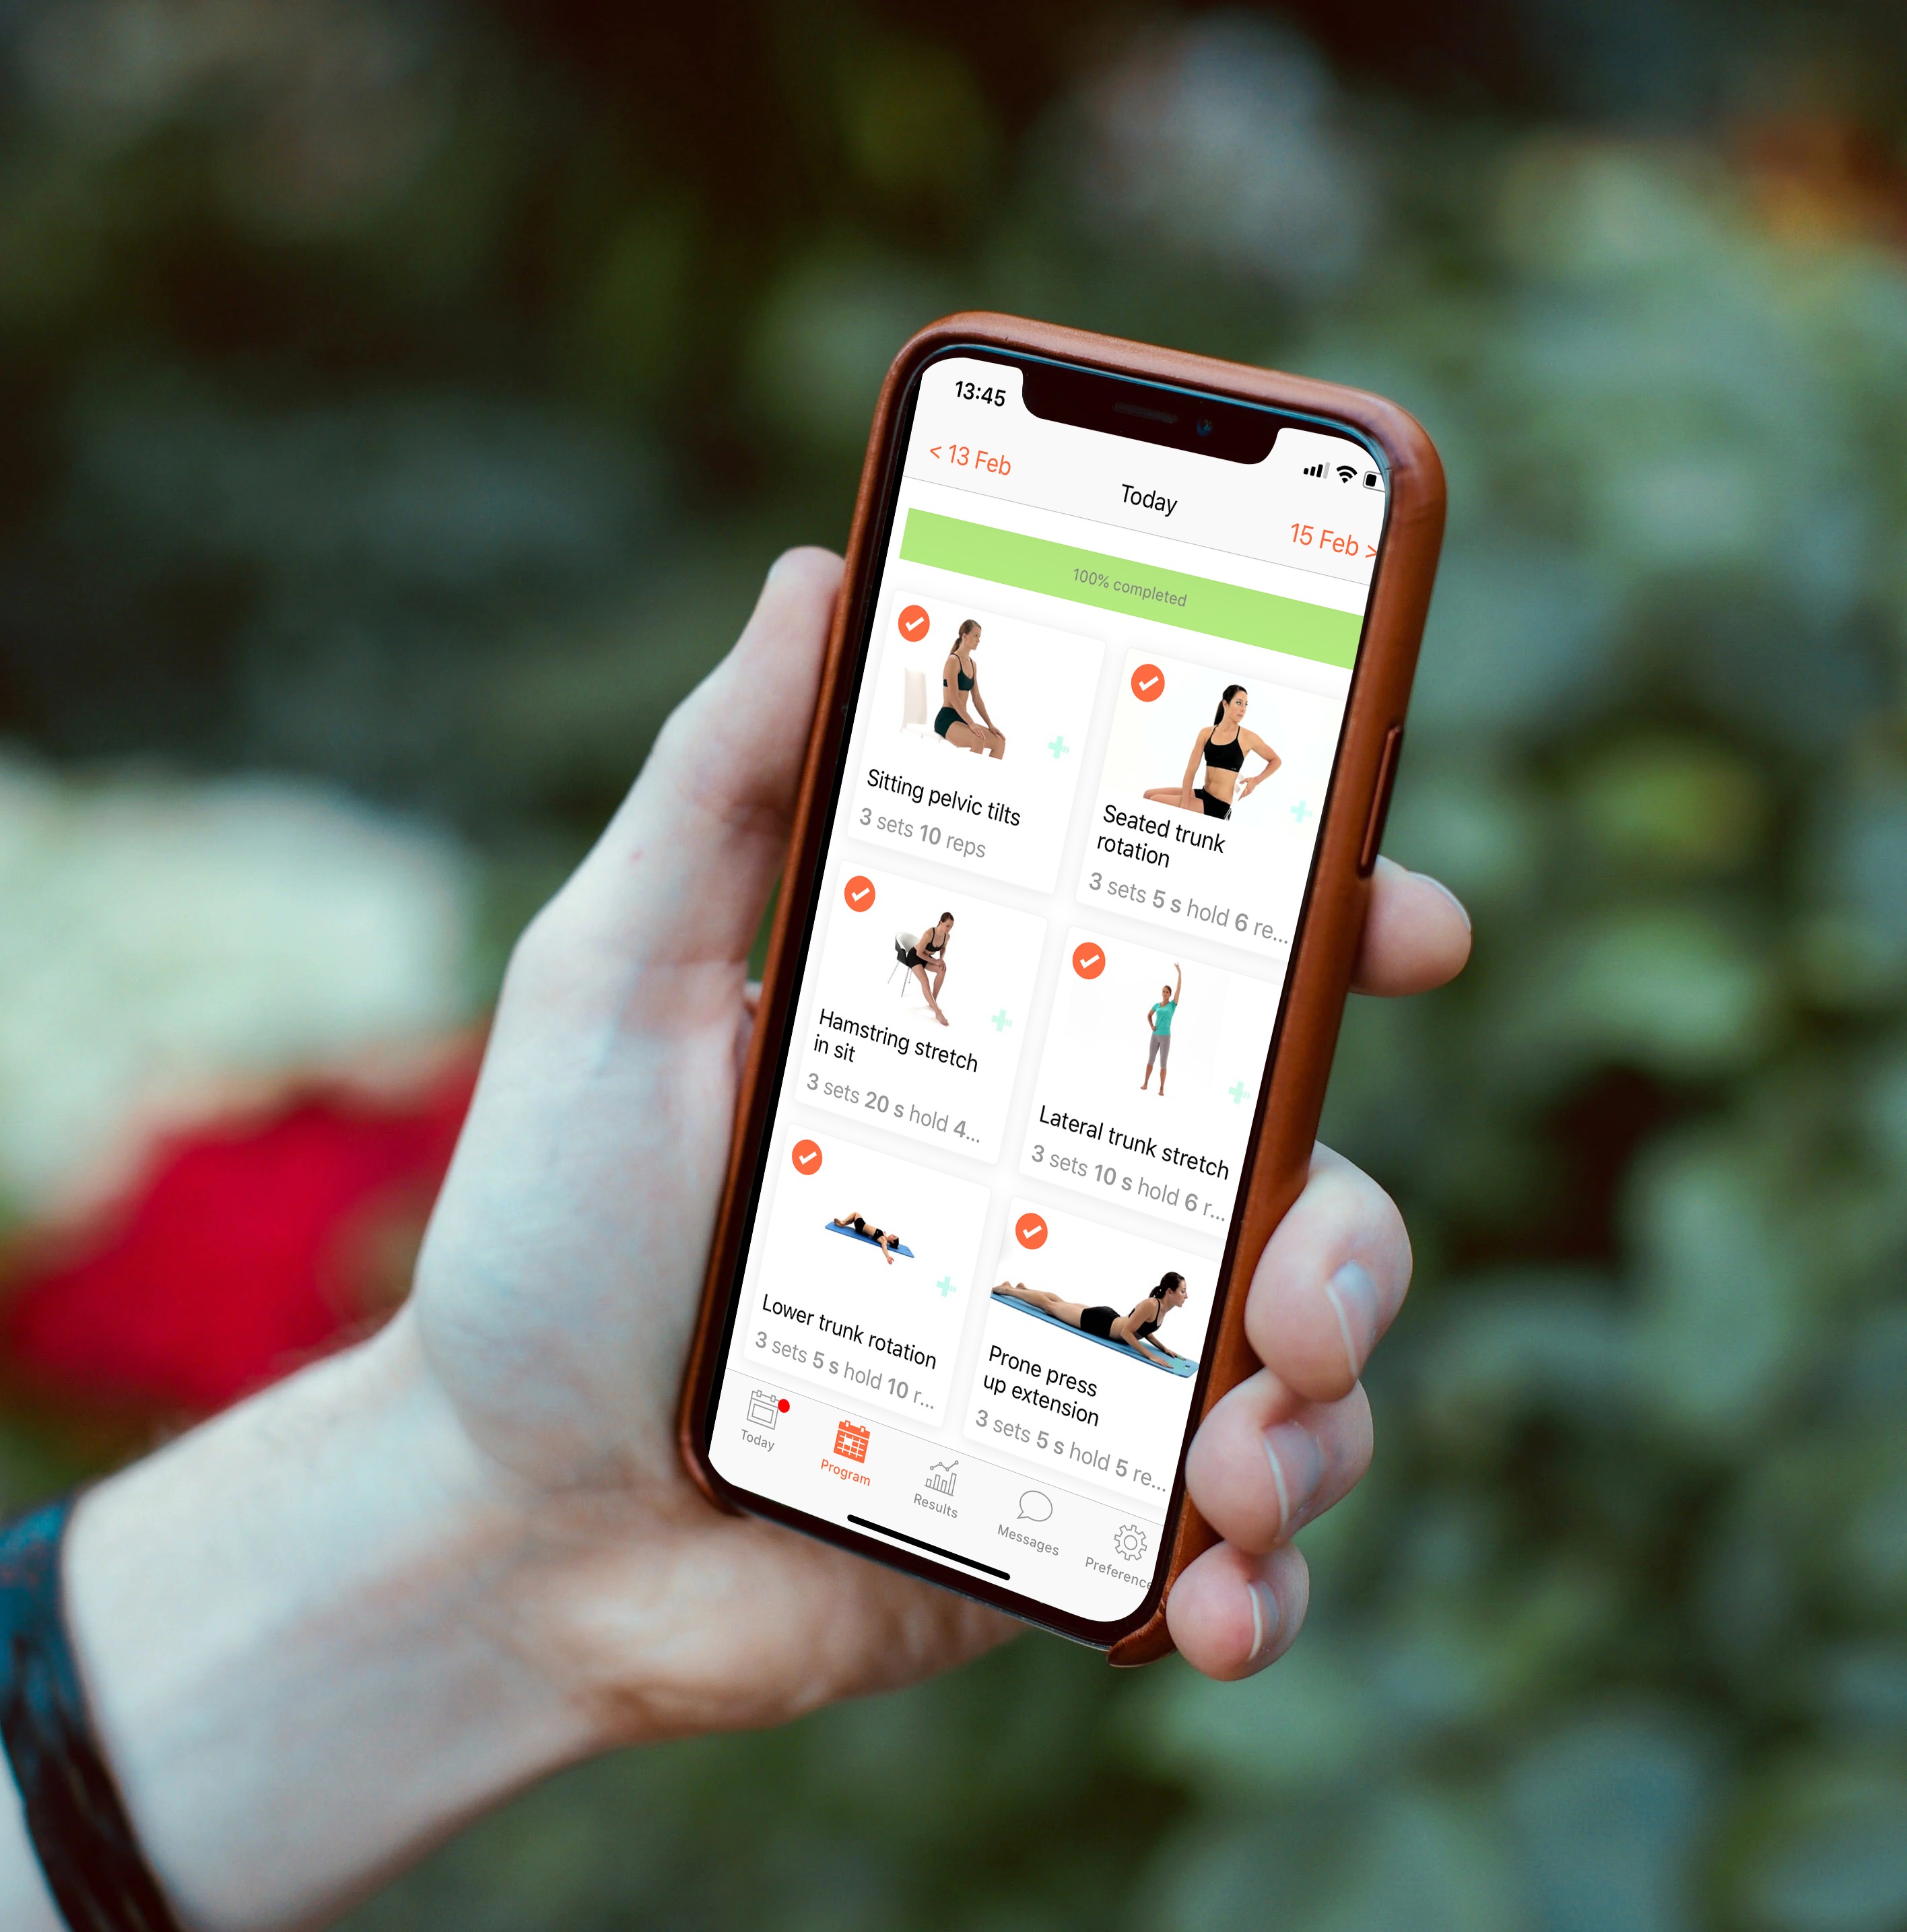 13:45
< 13 Feb
Today
15 Feb >
100% completed
Sitting pelvic tilts
3 sets 10 reps
Seated trunk
rotation
3 sets 5 s hold 6 re...
Hamstring stretch
in sit
3 sets 20 s hold 4...
Lateral trunk stretch
3 sets 10 s hold 6 r...
Lower trunk rotation
3 sets 5 s hold 10 r...
Prone press
up extension
3 sets 5 s hold 5 re...
Today
Program
Results
Messages
Preferenc